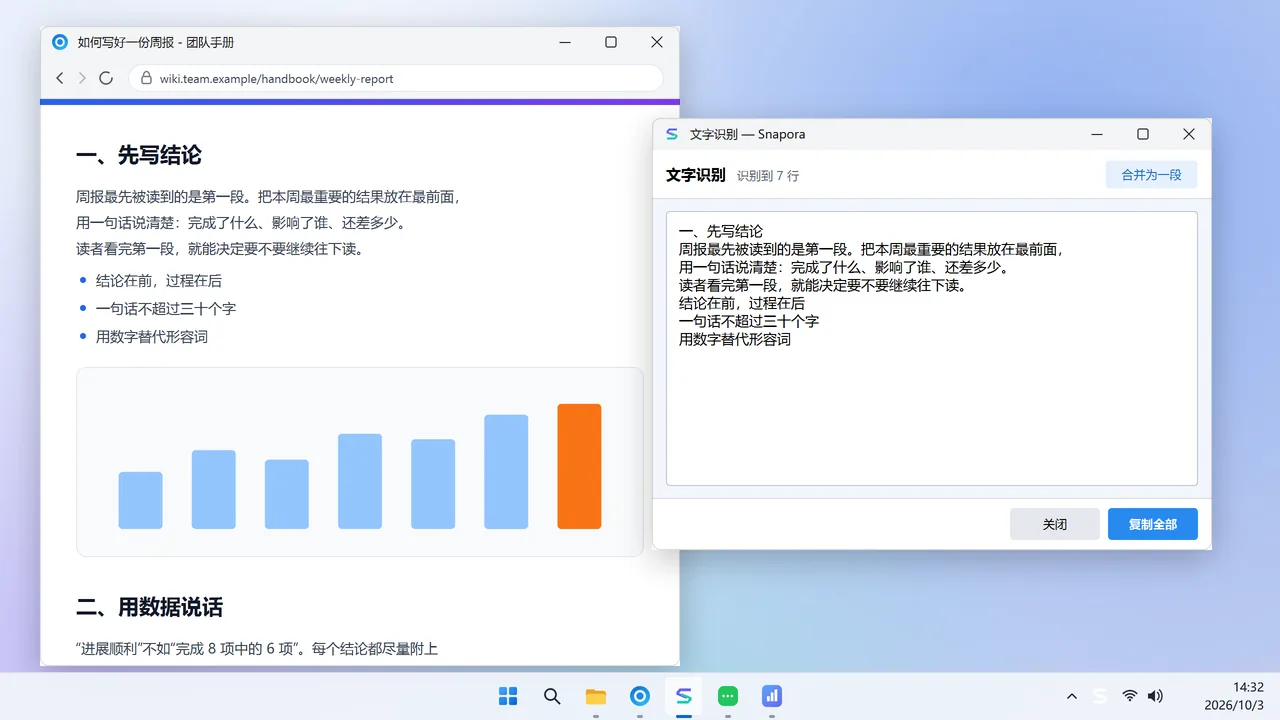 如何写好一份周报 - 团队手册
wiki.team.example/handbook/weekly-report
一、先写结论
周报最先被读到的是第一段。把本周最重要的结果放在最前面，
用一句话说清楚：完成了什么、影响了谁、还差多少。
读者看完第一段，就能决定要不要继续往下读。
结论在前，过程在后
一句话不超过三十个字
用数字替代形容词
二、用数据说话
“进展顺利”不如“完成 8 项中的 6 项”。每个结论都尽量附上
文字识别 — Snapora
文字识别 识别到 7 行
合并为一段
一、先写结论
周报最先被读到的是第一段。把本周最重要的结果放在最前面，
用一句话说清楚：完成了什么、影响了谁、还差多少。
读者看完第一段，就能决定要不要继续往下读。
结论在前，过程在后
一句话不超过三十个字
用数字替代形容词
关闭
复制全部
14:32
2026/10/3